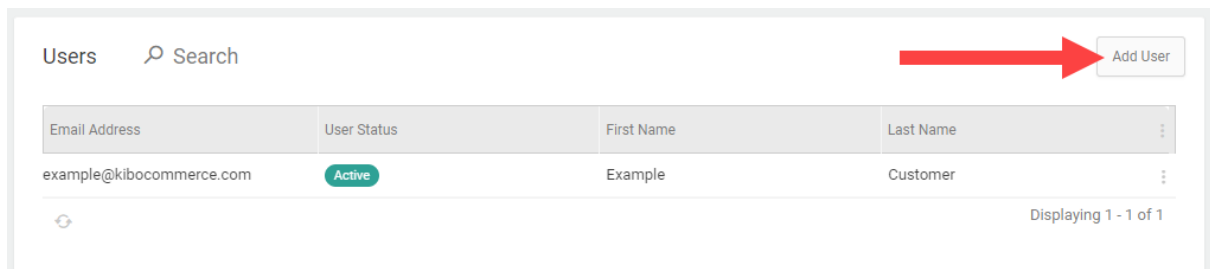 Users Search Add User
Email Address User Status First Name Last Name
example@kibocommerce.com Active Example Customer
Displaying 1 - 1 of 1